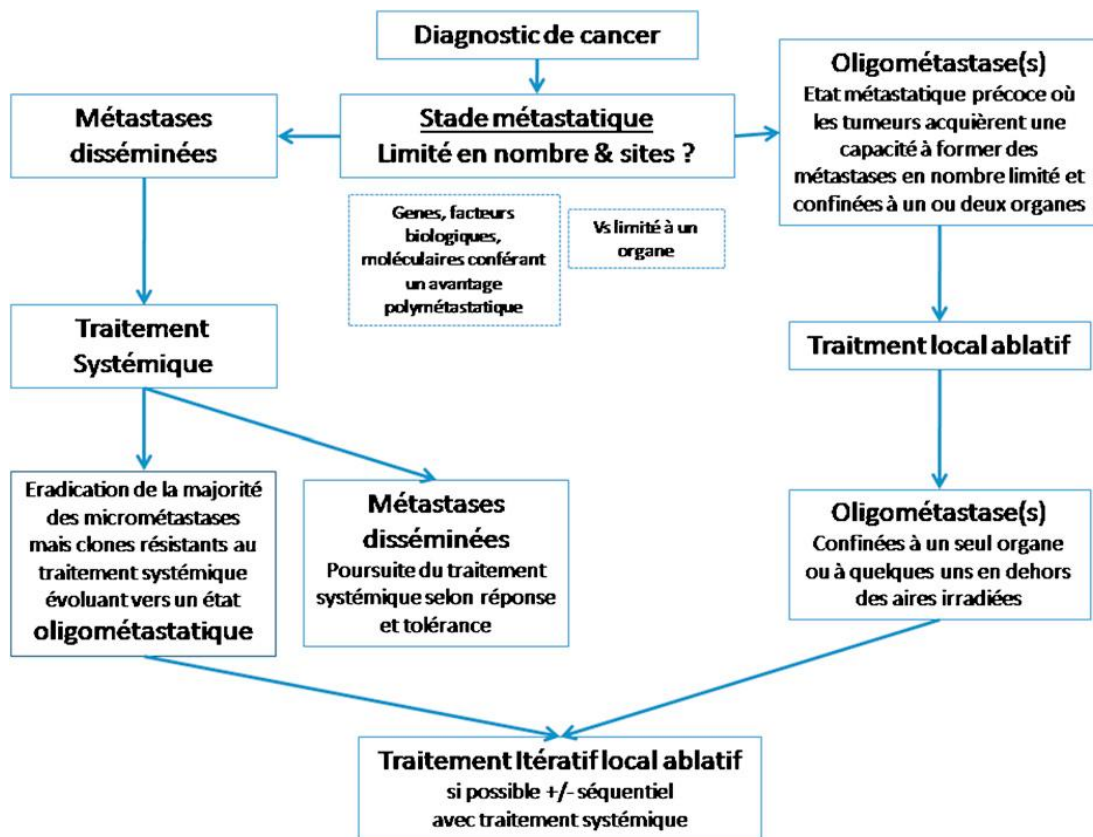 Diagnostic de cancer
Stade métastatique
Limité en nombre & sites ?
Genes, facteurs
biologiques,
moléculaires conférant
un avantage
polymétastatique
Vs limité à un
organe
Métastases
disséminées
Traitement
Systémique
Eradication de la majorité
des micrométastases
mais clones résistants au
traitement systémique
évoluant vers un état
oligométastatique
Métastases
disséminées
Poursuite du traitement
systémique selon réponse
et tolérance
Oligométastase(s)
Etat métastatique précoce où
les tumeurs acquièrent une
capacité à former des
métastases en nombre limité et
confinées à un ou deux organes
Traitment local ablatif
Oligométastase(s)
Confinées à un seul organe
ou à quelques uns en dehors
des aires irradiées
Traitement Itératif local ablatif
si possible +/- séquentiel
avec traitement systémique